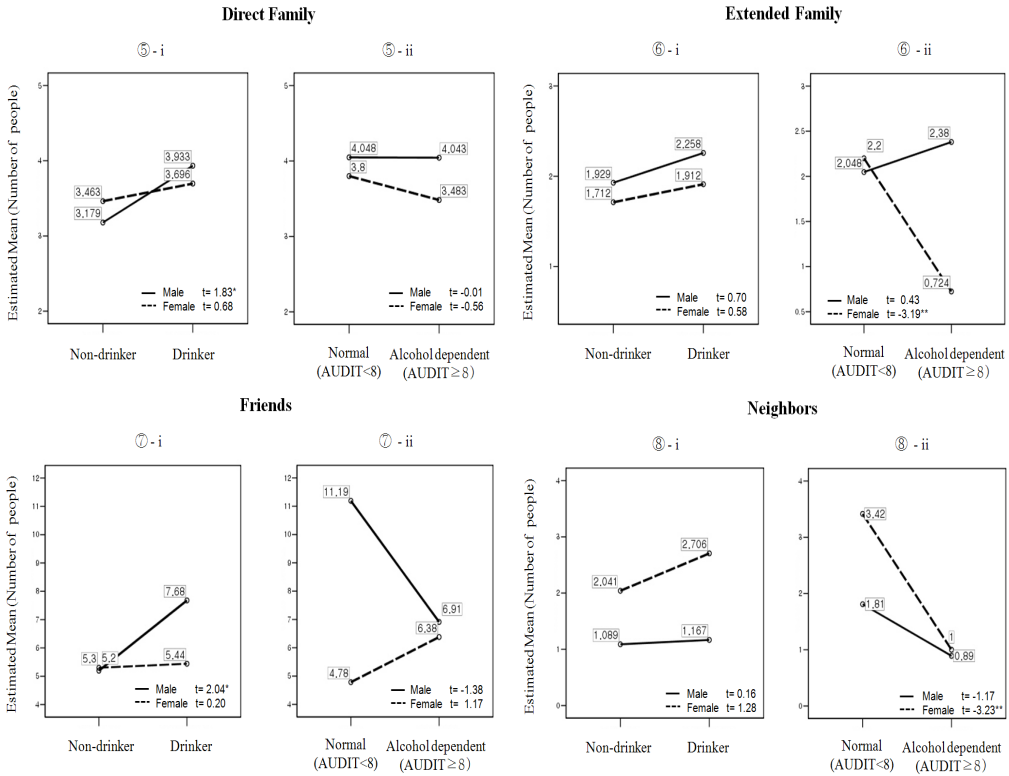 Direct Family
⑤ - i
⑤ - ii
Estimated Mean (Number of people)
5
4
3
2
3,463
3,179
3,933
3,696
Male t= 1.83*
Female t= 0.68
Non-drinker Drinker
5
4
3
2
4,048
3,8
4,043
3,483
Male t= -0.01
Female t= -0.56
Normal
(AUDIT<8)
Alcohol dependent
(AUDIT≥8)
Extended Family
⑥ - i
⑥ - ii
Estimated Mean (Number of people)
3
2
1
1,929
1,712
2,258
1,912
Male t= 0.70
Female t= 0.58
Non-drinker Drinker
3
2.5
2
1.5
1
0.5
2,048
2.2
2,38
0,724
Male t= 0.43
Female t= -3.19**
Normal
(AUDIT<8)
Alcohol dependent
(AUDIT≥8)
Friends
⑦ - i
⑦ - ii
Estimated Mean (Number of people)
12
11
10
9
8
7
6
5
4
5,3 5,2
7,68
5,44
Male t= 2.04*
Female t= 0.20
Non-drinker Drinker
12
11
10
9
8
7
6
5
4
11,19
4,78
6,91
6,38
Male t= -1.38
Female t= 1.17
Normal
(AUDIT<8)
Alcohol dependent
(AUDIT≥8)
Neighbors
⑧ - i
⑧ - ii
Estimated Mean (Number of people)
4
3
2
1
0
2,041
1,089
2,706
1,167
Male t= 0.16
Female t= 1.28
Non-drinker Drinker
4
3
2
1
0
3,42
1,81
1
0,89
Male t= -1.17
Female t= -3.23**
Normal
(AUDIT<8)
Alcohol dependent
(AUDIT≥8)